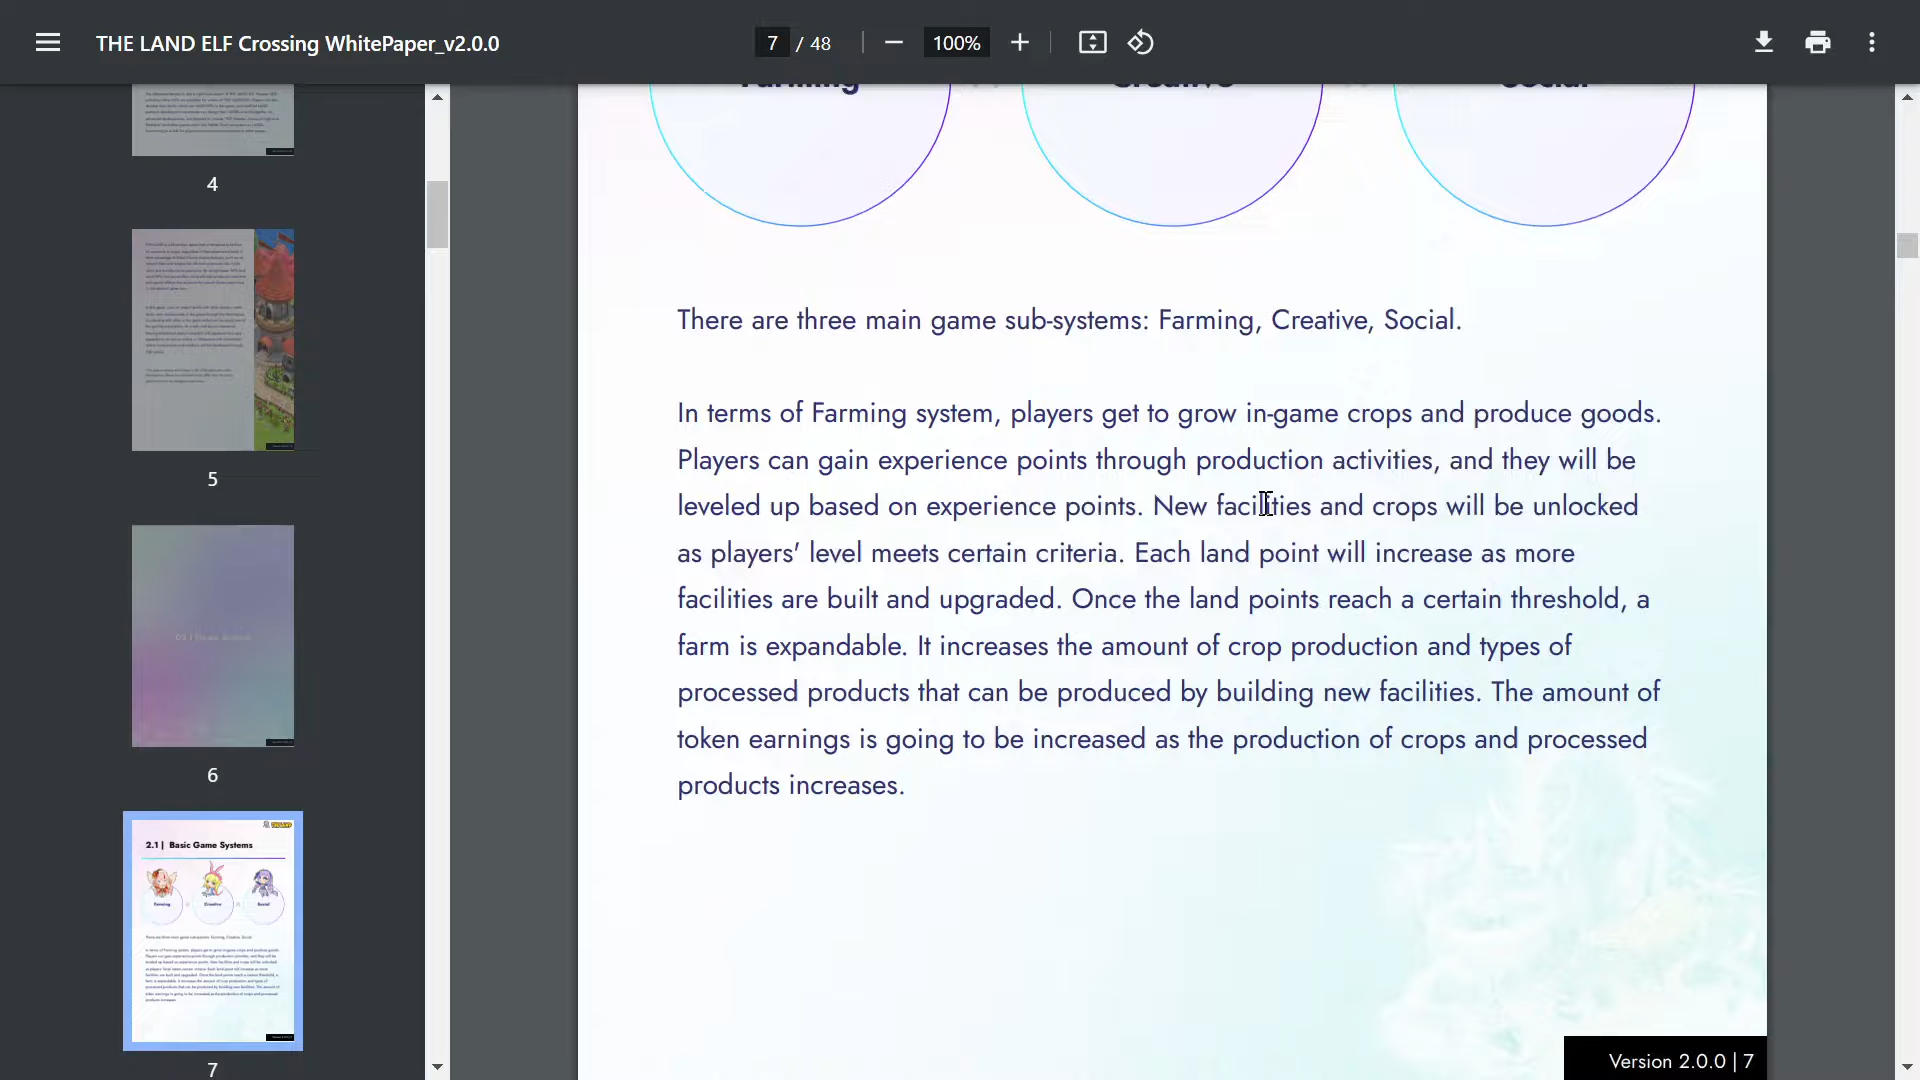 THE LAND ELF Crossing WhitePaper_v2.0.0
7 / 48
100%
4
5
6
2.1 | Basic Game Systems
Farming
Creative
Social
7
Farming
Creative
Social
There are three main game sub-systems: Farming, Creative, Social.
In terms of Farming system, players get to grow in-game crops and produce goods.
Players can gain experience points through production activities, and they will be
leveled up based on experience points. New facilities and crops will be unlocked
as players' level meets certain criteria. Each land point will increase as more
facilities are built and upgraded. Once the land points reach a certain threshold, a
farm is expandable. It increases the amount of crop production and types of
processed products that can be produced by building new facilities. The amount of
token earnings is going to be increased as the production of crops and processed
products increases.
Version 2.0.0 | 7